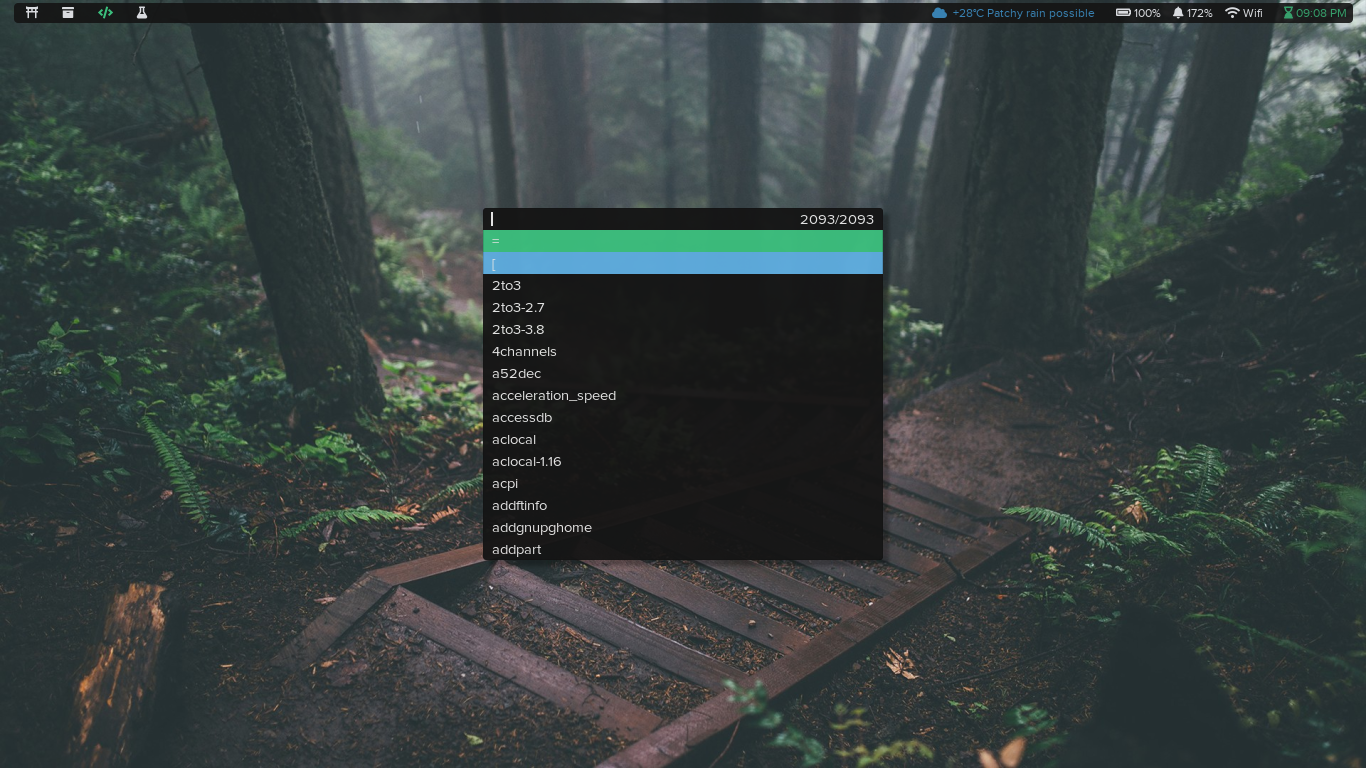 </> +28°C Patchy rain possible 100% 172% Wifi 09:08 PM
2093/2093
=
[
2to3
2to3-2.7
2to3-3.8
4channels
a52dec
acceleration_speed
accessdb
aclocal
aclocal-1.16
acpi
addftinfo
addgnupghome
addpart